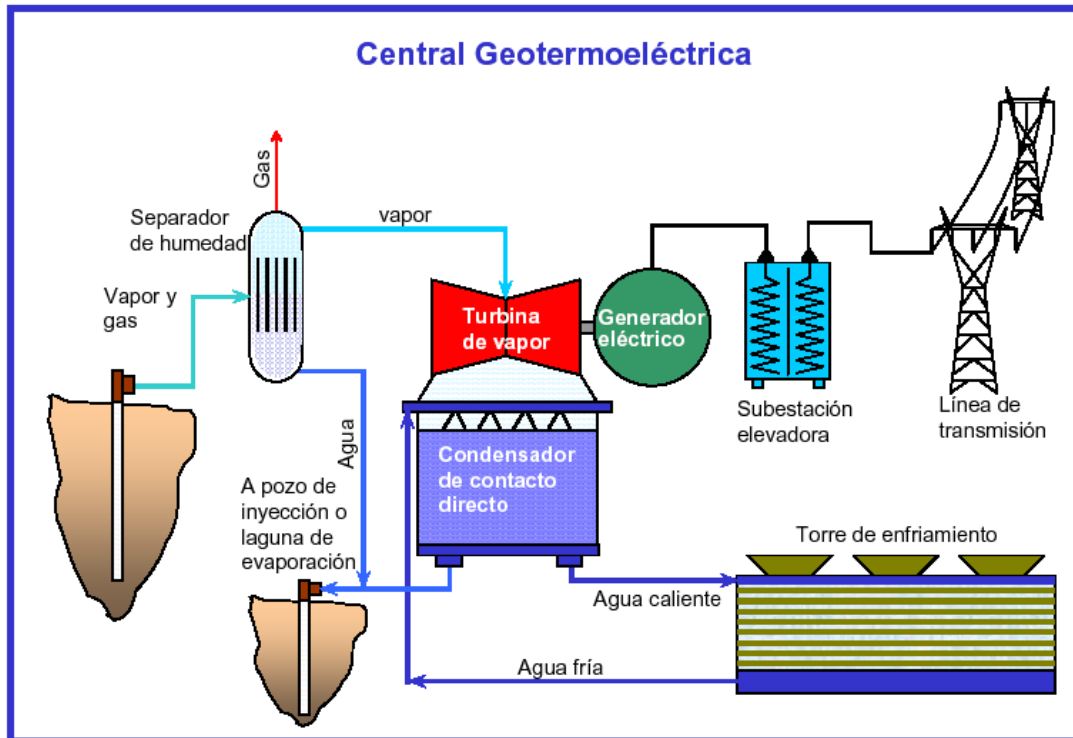 Central Geotermoeléctrica
Gas
Separador
de humedad
vapor
Vapor y
gas
Turbina
de vapor
Generador
eléctrico
Subestación
elevadora
Línea de
transmisión
Agua
Condensador
de contacto
directo
A pozo de
inyección o
laguna de
evaporación
Torre de enfriamiento
Agua caliente
Agua fría